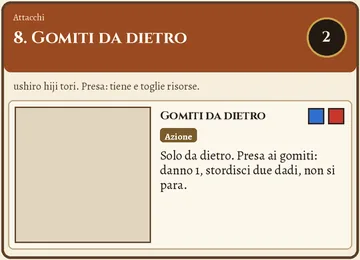 Attacchi
8. Gomiti da dietro
2
ushiro hiji tori. Presa: tiene e toglie risorse.
Gomiti da dietro
Azione
Solo da dietro. Presa ai gomiti:
danno 1, stordisci due dadi, non si
para.